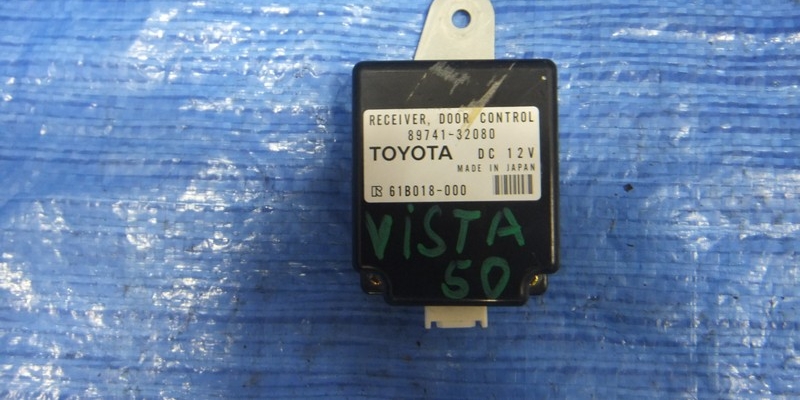 RECEIVER, DOOR CONTROL
89741-32080
TOYOTA DC 12V
MADE IN JAPAN
61B018-000
ViSTA
50